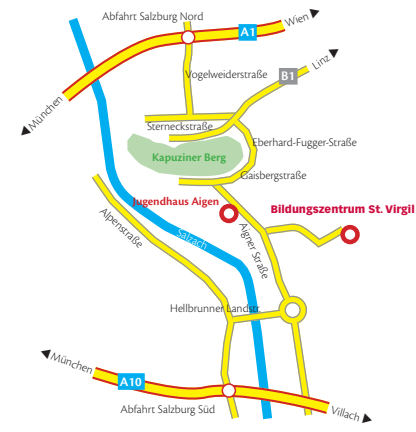 Abfahrt Salzburg Nord
Wien
A1
Linz
B1
Vogelweiderstraße
München
Sterneckstraße
Eberhard-Fugger-Straße
Kapuziner Berg
Gaisbergstraße
Jugendhaus Aigen
Bildungszentrum St. Virgil
Alpenstraße
Salzach
Aigner Straße
Hellbrunner Landstr.
München
A10
Abfahrt Salzburg Süd
Villach